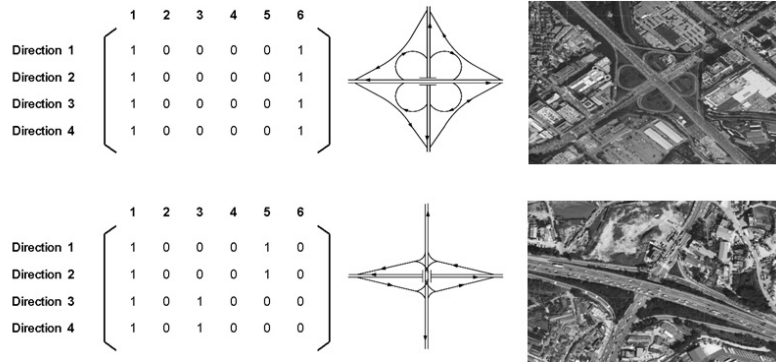 1 2 3 4 5 6
Direction 1 1 0 0 0 0 1
Direction 2 1 0 0 0 0 1
Direction 3 1 0 0 0 0 1
Direction 4 1 0 0 0 0 1
1 2 3 4 5 6
Direction 1 1 0 0 0 1 0
Direction 2 1 0 0 0 1 0
Direction 3 1 0 1 0 0 0
Direction 4 1 0 1 0 0 0